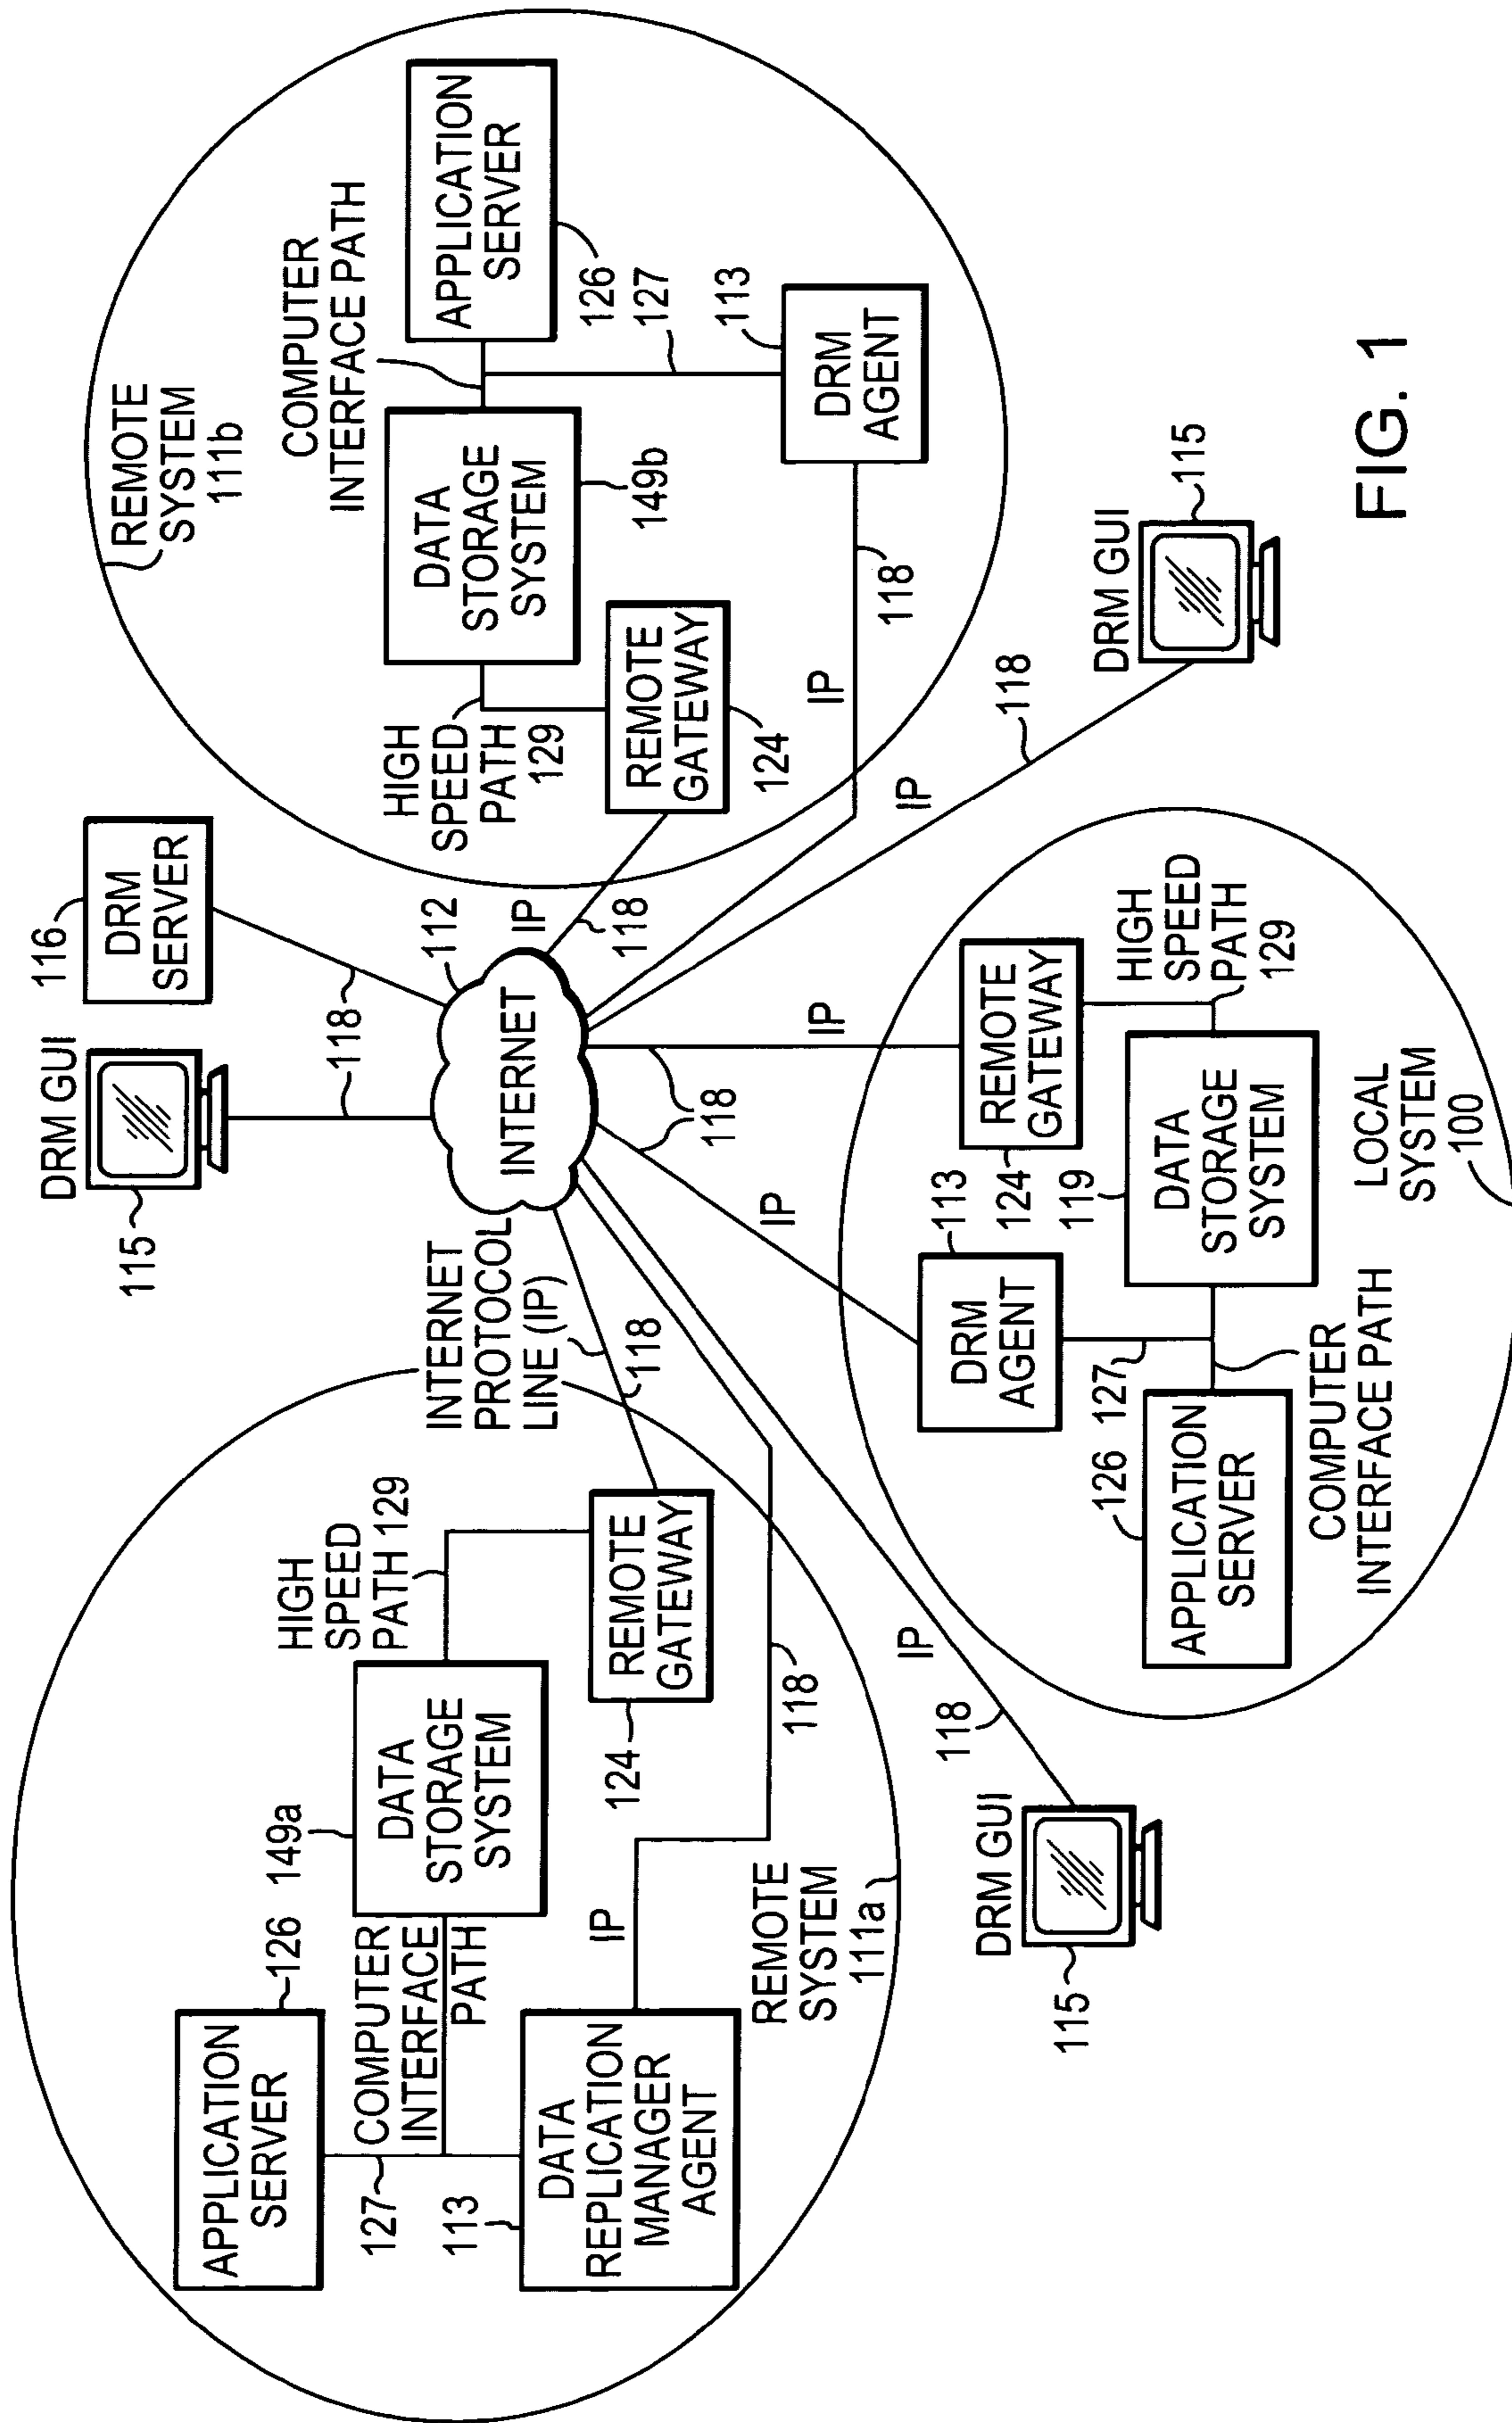 APPLICATION
SERVER
126
149a
COMPUTER
INTERFACE
PATH
127
113
DATA
REPLICATION
MANAGER
AGENT
DATA
STORAGE
SYSTEM
HIGH
SPEED
PATH 129
REMOTE
GATEWAY
124
IP
118
REMOTE
SYSTEM
111a
INTERNET
PROTOCOL
LINE (IP)
118
DRM GUI
115
118
116
DRM
SERVER
INTERNET
112
IP
118
REMOTE
SYSTEM
111b
COMPUTER
INTERFACE PATH
APPLICATION
SERVER
126
127
113
DRM
AGENT
DATA
STORAGE
SYSTEM
149b
HIGH
SPEED
PATH
129
REMOTE
GATEWAY
124
IP
118
IP
118
DRM GUI
115
DRM GUI
115
118
IP
118
IP
IP
DRM
AGENT
113
REMOTE
GATEWAY
124
HIGH
SPEED
PATH
129
119
DATA
STORAGE
SYSTEM
126
127
APPLICATION
SERVER
COMPUTER
INTERFACE PATH
LOCAL
SYSTEM
100
FIG. 1